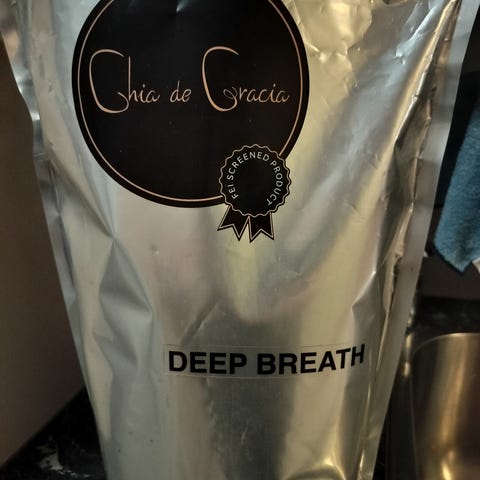 Chia de Gracia
FEI SCREENED PRODUCT
DEEP BREATH